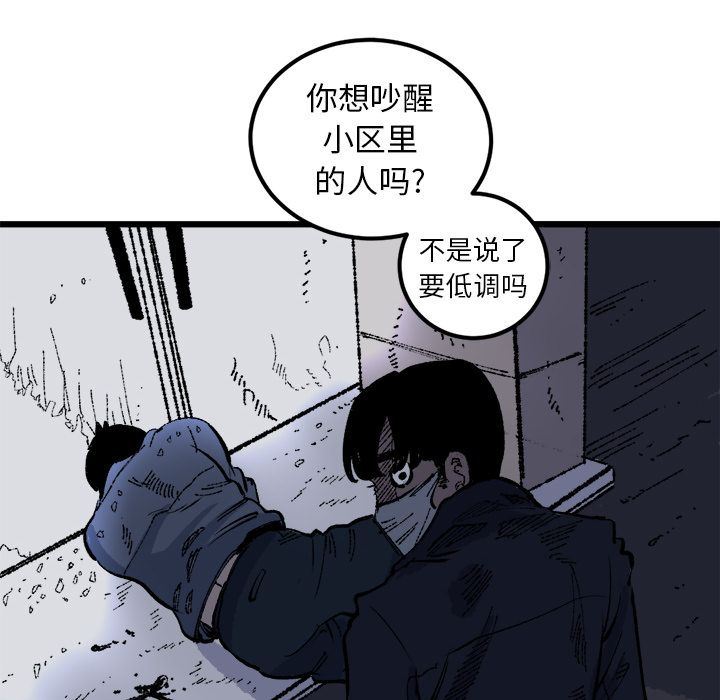 你想吵醒
小区里
的人吗?
不是说了
要低调吗